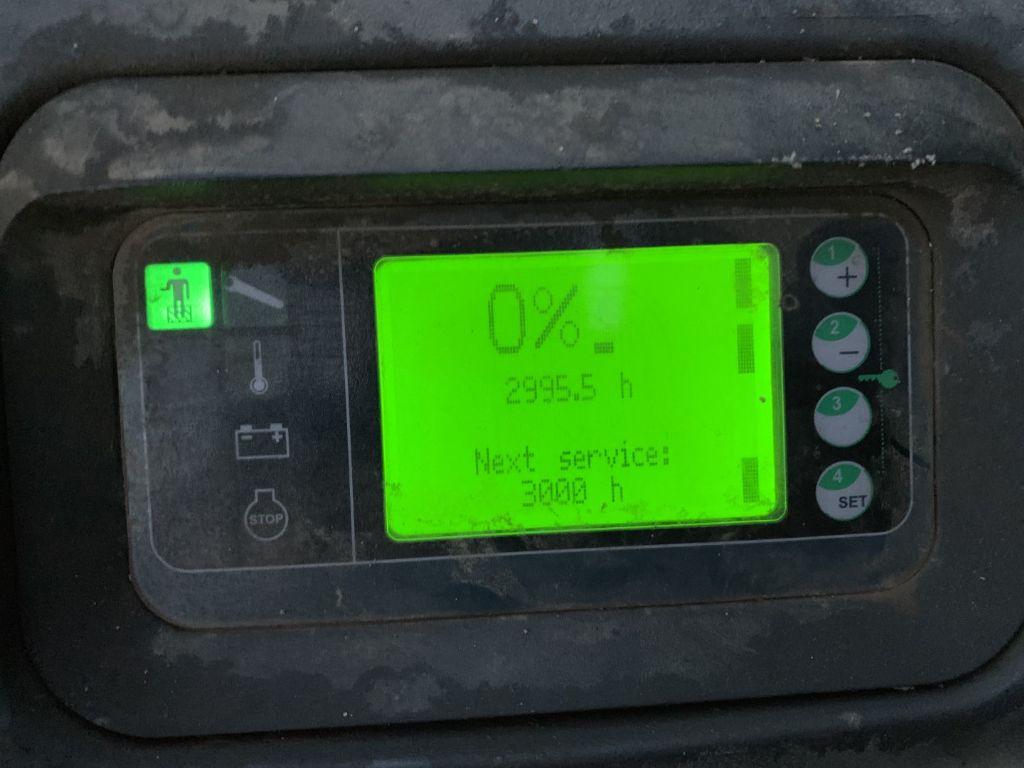 0%
2995.5 h
Next service:
3000 h
1
+
2
−
3
4
SET
- +
STOP